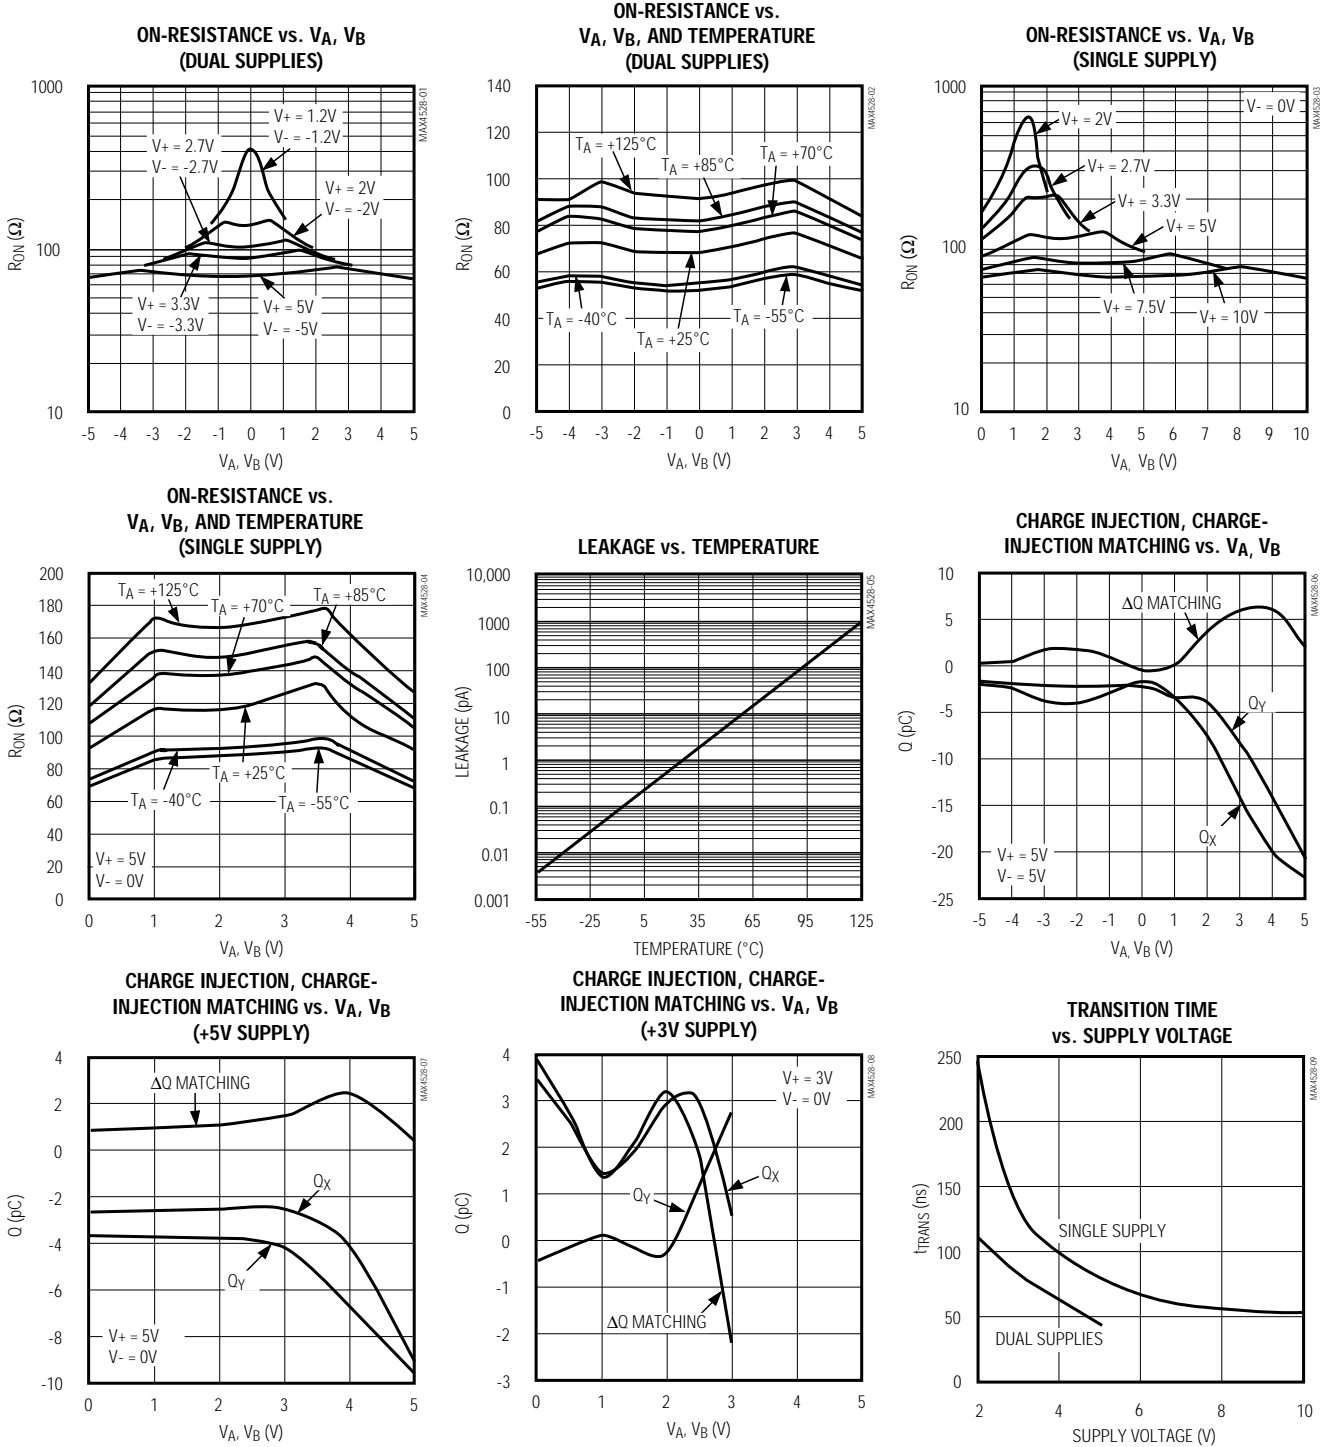 ON-RESISTANCE vs. VA, VB
(DUAL SUPPLIES)
1000
100
10
RON (Ω)
V+ = 1.2V
V- = -1.2V
V+ = 2.7V
V- = -2.7V
V+ = 2V
V- = -2V
V+ = 3.3V
V- = -3.3V
V+ = 5V
V- = -5V
MAX4528-01
-5 -4 -3 -2 -1 0 1 2 3 4 5
VA, VB (V)
ON-RESISTANCE vs.
VA, VB, AND TEMPERATURE
(DUAL SUPPLIES)
140
120
100
80
60
40
20
0
RON (Ω)
TA = +125°C
TA = +85°C
TA = +70°C
TA = -40°C
TA = +25°C
TA = -55°C
MAX4528-02
-5 -4 -3 -2 -1 0 1 2 3 4 5
VA, VB (V)
ON-RESISTANCE vs. VA, VB
(SINGLE SUPPLY)
1000
100
10
RON (Ω)
V- = 0V
V+ = 2V
V+ = 2.7V
V+ = 3.3V
V+ = 5V
V+ = 7.5V
V+ = 10V
MAX4528-03
0 1 2 3 4 5 6 7 8 9 10
VA, VB (V)
ON-RESISTANCE vs.
VA, VB, AND TEMPERATURE
(SINGLE SUPPLY)
200
180
160
140
120
100
80
60
40
20
0
RON (Ω)
TA = +125°C
TA = +70°C
TA = +85°C
TA = +25°C
TA = -40°C
TA = -55°C
V+ = 5V
V- = 0V
MAX4528-04
0 1 2 3 4 5
VA, VB (V)
LEAKAGE vs. TEMPERATURE
10,000
1000
100
10
1
0.1
0.01
0.001
LEAKAGE (pA)
MAX4528-05
-55 -25 5 35 65 95 125
TEMPERATURE (°C)
CHARGE INJECTION, CHARGE-
INJECTION MATCHING vs. VA, VB
10
5
0
-5
-10
-15
-20
-25
Q (pC)
ΔQ MATCHING
QY
QX
V+ = 5V
V- = 5V
MAX4528-06
-5 -4 -3 -2 -1 0 1 2 3 4 5
VA, VB (V)
CHARGE INJECTION, CHARGE-
INJECTION MATCHING vs. VA, VB
(+5V SUPPLY)
4
2
0
-2
-4
-6
-8
-10
Q (pC)
ΔQ MATCHING
QX
QY
V+ = 5V
V- = 0V
MAX4528-07
0 1 2 3 4 5
VA, VB (V)
CHARGE INJECTION, CHARGE-
INJECTION MATCHING vs. VA, VB
(+3V SUPPLY)
4
3
2
1
0
-1
-2
-3
Q (pC)
V+ = 3V
V- = 0V
QX
QY
ΔQ MATCHING
MAX4528-08
0 1 2 3 4 5
VA, VB (V)
TRANSITION TIME
vs. SUPPLY VOLTAGE
250
200
150
100
50
0
tTRANS (ns)
SINGLE SUPPLY
DUAL SUPPLIES
MAX4528-09
2 4 6 8 10
SUPPLY VOLTAGE (V)